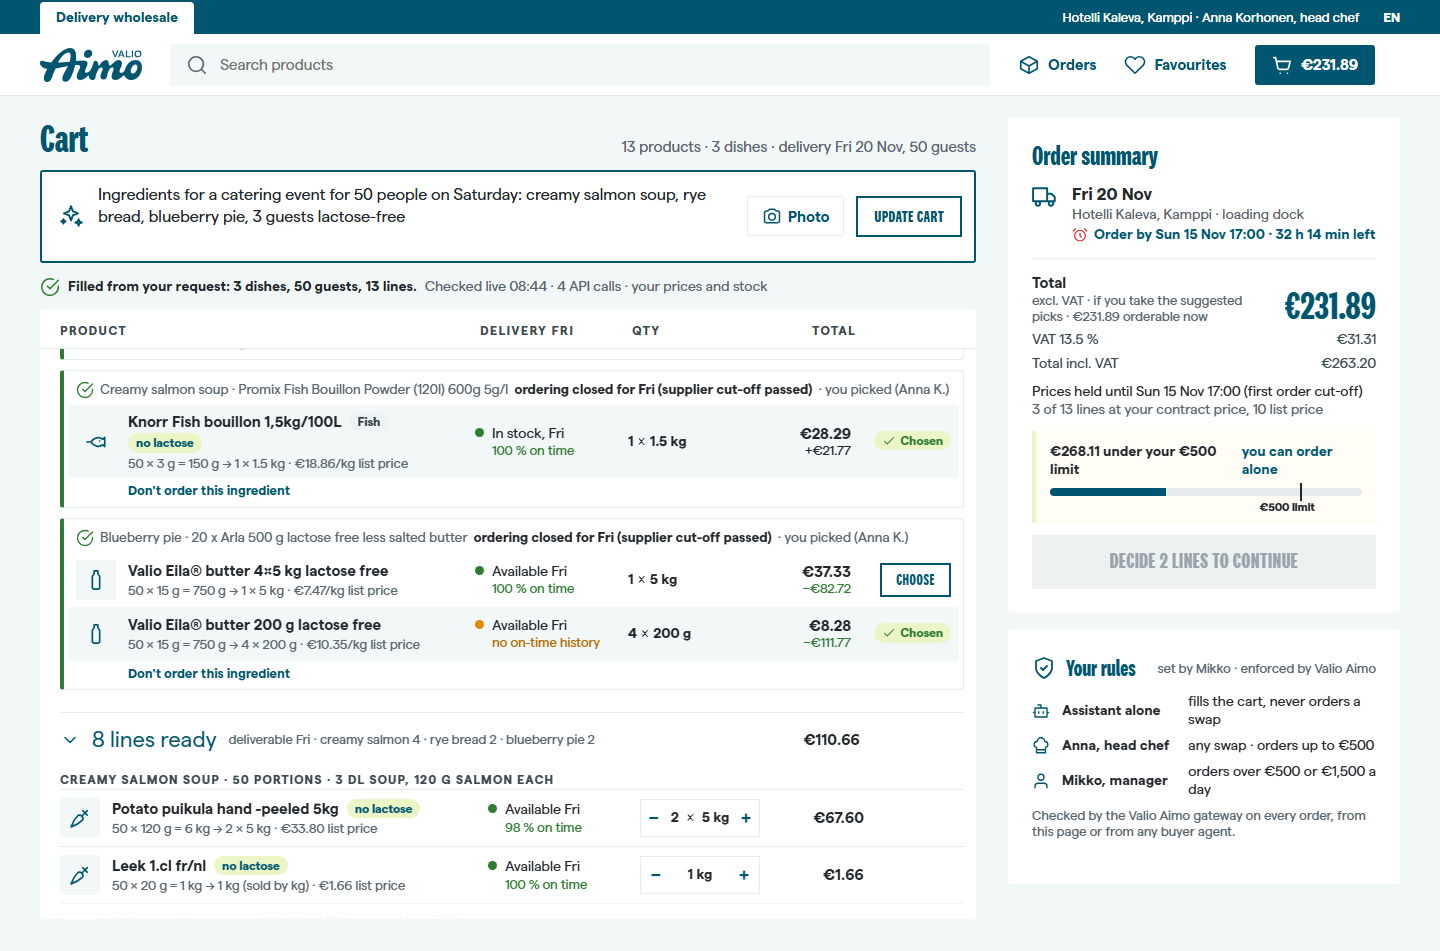 Delivery wholesale
Hotelli Kaleva, Kamppi · Anna Korhonen, head chef
EN
VALIO
Aimo
Search products
Orders
Favourites
€231.89
Cart
13 products · 3 dishes · delivery Fri 20 Nov, 50 guests
Ingredients for a catering event for 50 people on Saturday: creamy salmon soup, rye
bread, blueberry pie, 3 guests lactose-free
Photo
UPDATE CART
Filled from your request: 3 dishes, 50 guests, 13 lines. Checked live 08:44 · 4 API calls · your prices and stock
PRODUCT
DELIVERY FRI
QTY
TOTAL
Creamy salmon soup · Promix Fish Bouillon Powder (120l) 600g 5g/l ordering closed for Fri (supplier cut-off passed) · you picked (Anna K.)
Knorr Fish bouillon 1,5kg/100L
Fish
no lactose
50 × 3 g = 150 g → 1 × 1.5 kg · €18.86/kg list price
In stock, Fri
100 % on time
1 × 1.5 kg
€28.29
+€21.77
Chosen
Don't order this ingredient
Blueberry pie · 20 x Arla 500 g lactose free less salted butter ordering closed for Fri (supplier cut-off passed) · you picked (Anna K.)
Valio Eila® butter 4×5 kg lactose free
50 × 15 g = 750 g → 1 × 5 kg · €7.47/kg list price
Available Fri
100 % on time
1 × 5 kg
€37.33
−€82.72
CHOOSE
Valio Eila® butter 200 g lactose free
50 × 15 g = 750 g → 4 × 200 g · €10.35/kg list price
Available Fri
no on-time history
4 × 200 g
€8.28
−€111.77
Chosen
Don't order this ingredient
8 lines ready
deliverable Fri · creamy salmon 4 · rye bread 2 · blueberry pie 2
€110.66
CREAMY SALMON SOUP · 50 PORTIONS · 3 DL SOUP, 120 G SALMON EACH
Potato puikula hand -peeled 5kg
no lactose
50 × 120 g = 6 kg → 2 × 5 kg · €33.80 list price
Available Fri
98 % on time
− 2 × 5 kg +
€67.60
Leek 1.cl fr/nl
no lactose
50 × 20 g = 1 kg → 1 kg (sold by kg) · €1.66 list price
Available Fri
100 % on time
− 1 kg +
€1.66
Order summary
Fri 20 Nov
Hotelli Kaleva, Kamppi · loading dock
Order by Sun 15 Nov 17:00 · 32 h 14 min left
Total
excl. VAT · if you take the suggested
picks · €231.89 orderable now
€231.89
VAT 13.5 %
€31.31
Total incl. VAT
€263.20
Prices held until Sun 15 Nov 17:00 (first order cut-off)
3 of 13 lines at your contract price, 10 list price
€268.11 under your €500
limit
you can order
alone
€500 limit
DECIDE 2 LINES TO CONTINUE
Your rules
set by Mikko · enforced by Valio Aimo
Assistant alone
fills the cart, never orders a
swap
Anna, head chef
any swap · orders up to €500
Mikko, manager
orders over €500 or €1,500 a
day
Checked by the Valio Aimo gateway on every order, from
this page or from any buyer agent.